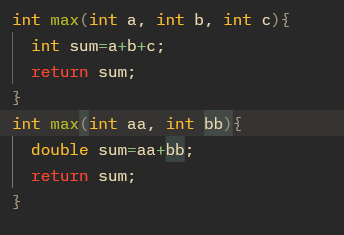 int max(int a, int b, int c){
int sum=a+b+c;
return sum;
}
int max(int aa, int bb){
double sum=aa+bb;
return sum;
}